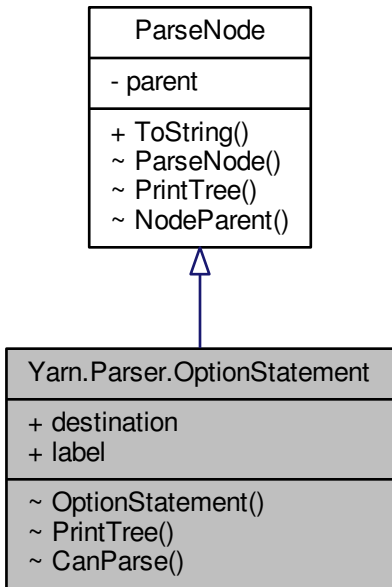 ParseNode
- parent
+ ToString()
~ ParseNode()
~ PrintTree()
~ NodeParent()
Yarn.Parser.OptionStatement
+ destination
+ label
~ OptionStatement()
~ PrintTree()
~ CanParse()